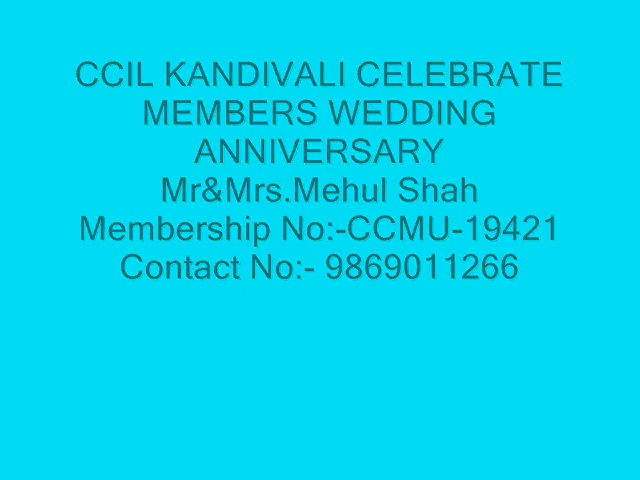 CCIL KANDIVALI CELEBRATE
MEMBERS WEDDING
ANNIVERSARY
Mr&Mrs.Mehul Shah
Membership No:-CCMU-19421
Contact No:- 9869011266